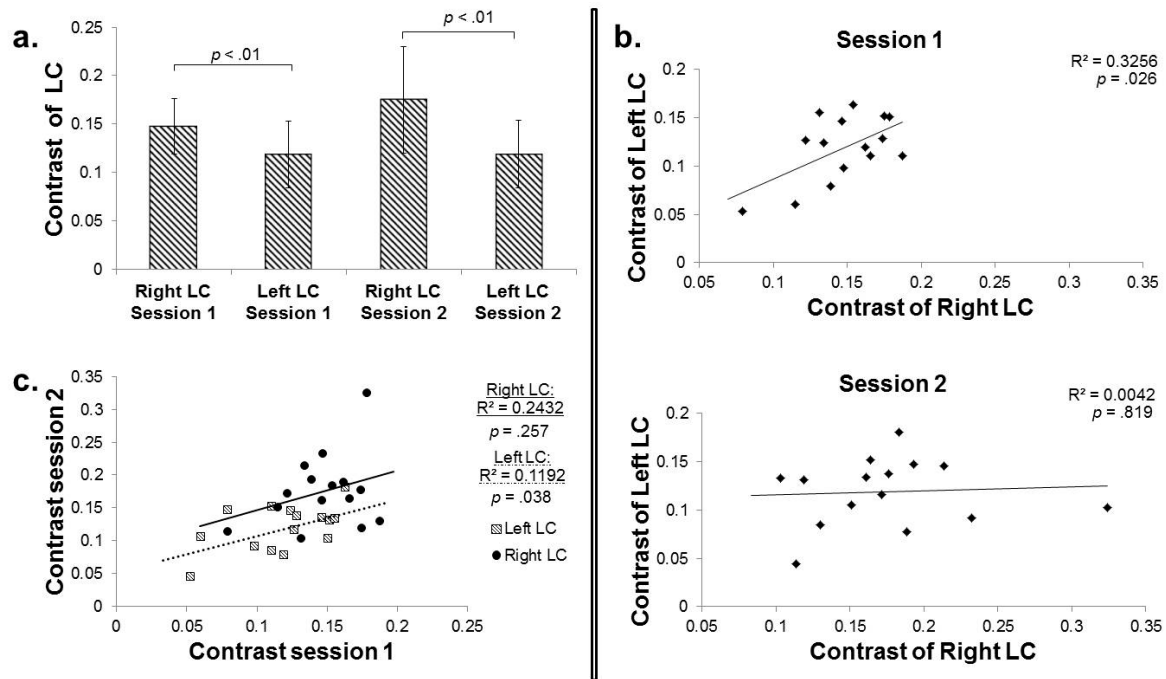 a.
p < .01
p < .01
Contrast of LC
0.25
0.2
0.15
0.1
0.05
0
Right LC
Session 1
Left LC
Session 1
Right LC
Session 2
Left LC
Session 2
b.
Session 1
R² = 0.3256
p = .026
Contrast of Left LC
0.2
0.15
0.1
0.05
0
0.05 0.1 0.15 0.2 0.25 0.3 0.35
Contrast of Right LC
c.
Contrast session 2
0.35
0.3
0.25
0.2
0.15
0.1
0.05
0
0 0.05 0.1 0.15 0.2 0.25
Contrast session 1
Right LC:
R² = 0.2432
p = .257
Left LC:
R² = 0.1192
p = .038
Left LC
Right LC
Session 2
R² = 0.0042
p = .819
Contrast of Left LC
0.2
0.15
0.1
0.05
0
0.05 0.1 0.15 0.2 0.25 0.3 0.35
Contrast of Right LC